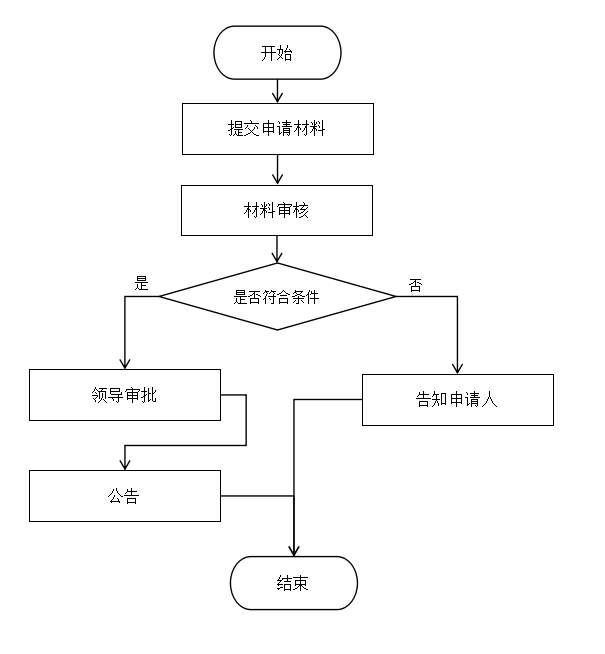 开始
提交申请材料
材料审核
是否符合条件
是
否
领导审批
告知申请人
公告
结束